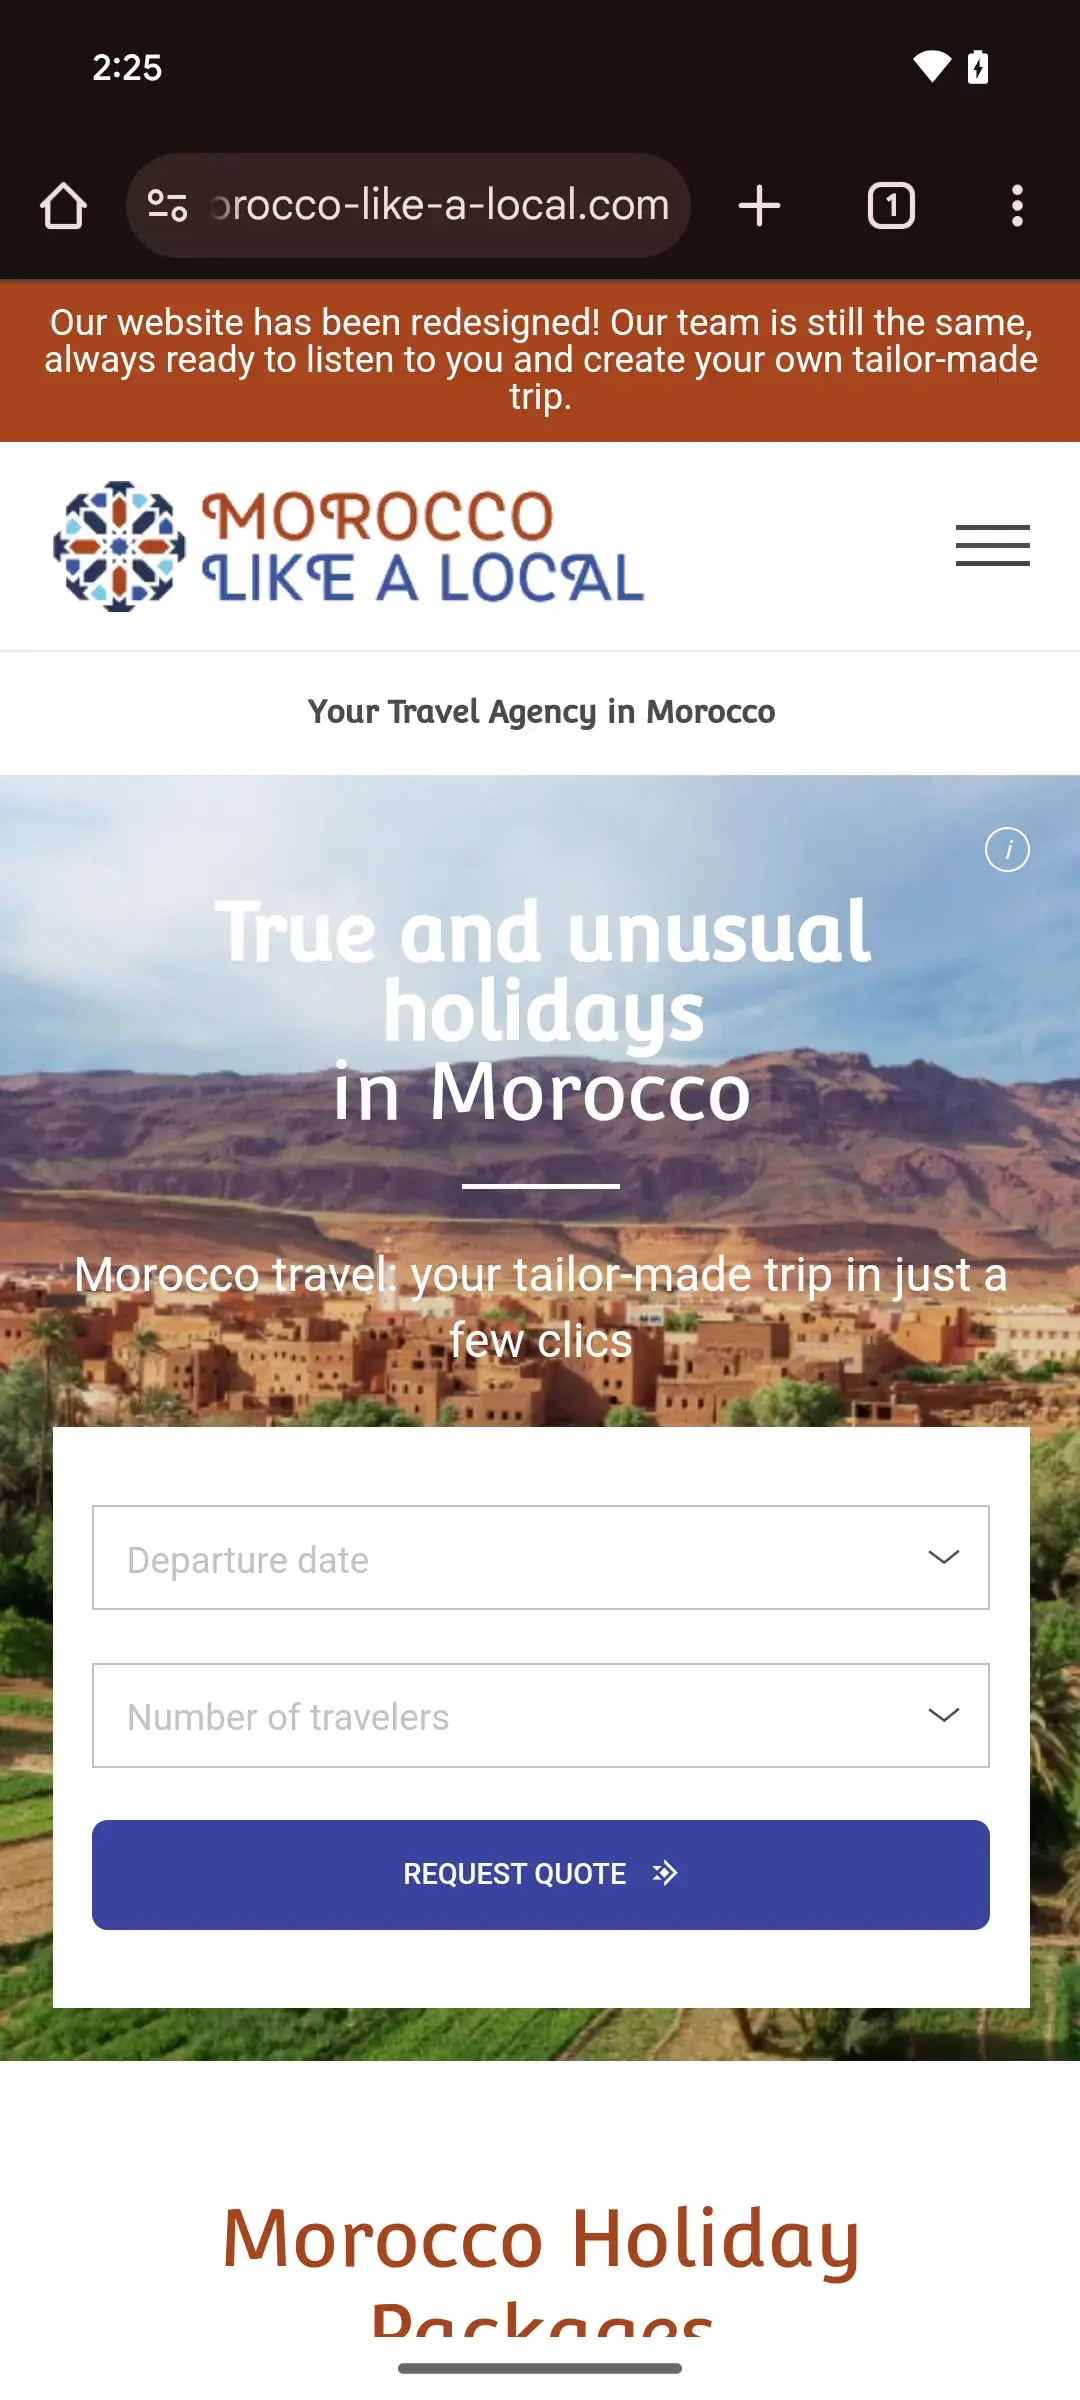 2:25
orocco-like-a-local.com
1
Our website has been redesigned! Our team is still the same,
always ready to listen to you and create your own tailor-made
trip.
MOROCCO
LIKE A LOCAL
Your Travel Agency in Morocco
i
True and unusual
holidays
in Morocco
Morocco travel: your tailor-made trip in just a
few clics
Departure date
Number of travelers
REQUEST QUOTE
Morocco Holiday
Packages